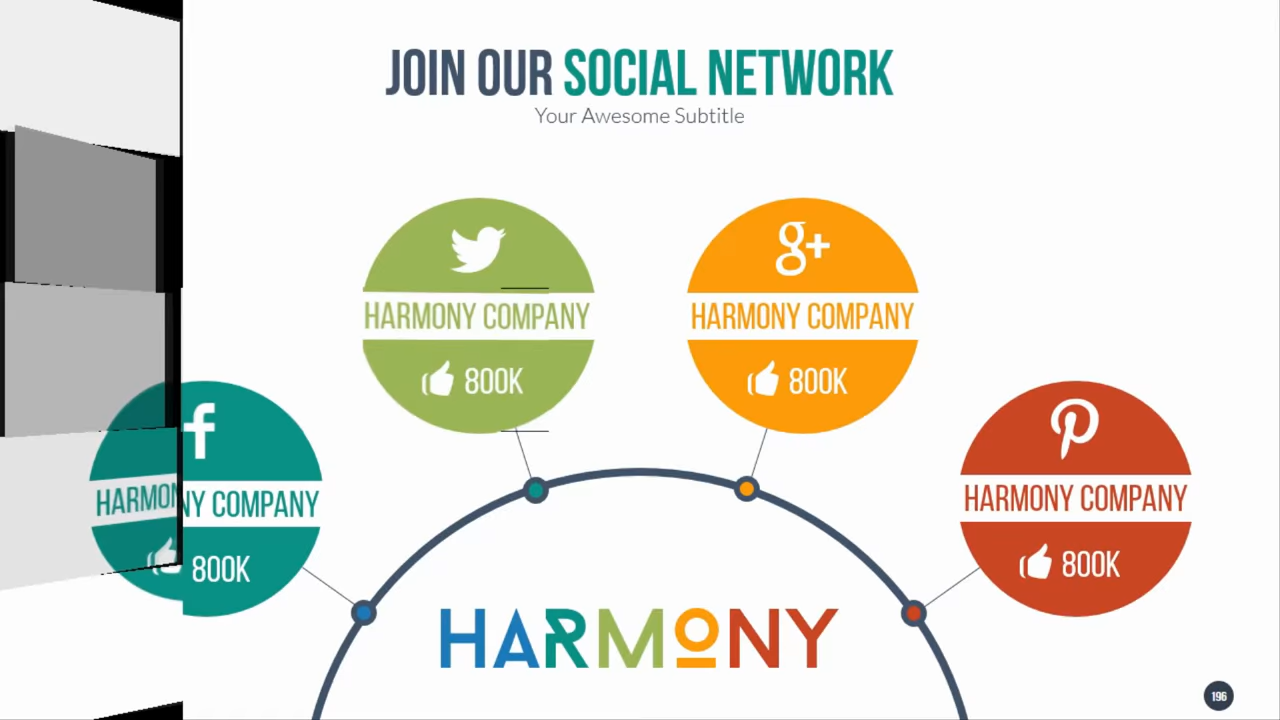 JOIN OUR SOCIAL NETWORK
Your Awesome Subtitle
HARMONY COMPANY
800K
g+
HARMONY COMPANY
800K
f
HARMONY COMPANY
800K
HARMONY COMPANY
800K
HARMONY
196